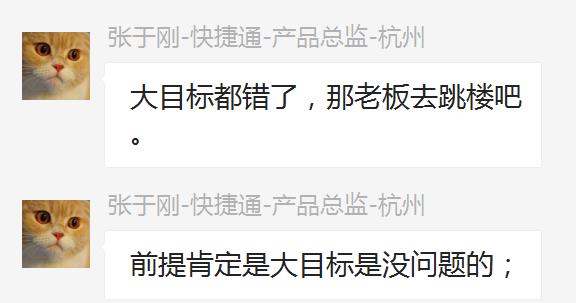 张于刚-快捷通-产品总监-杭州
大目标都错了，那老板去跳楼吧
。
张于刚-快捷通-产品总监-杭州
前提肯定是大目标是没问题的；